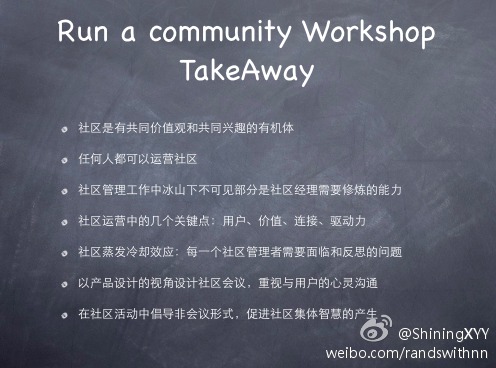 Run a community Workshop
TakeAway
社区是有共同价值观和共同兴趣的有机体
任何人都可以运营社区
社区管理工作中冰山下不可见部分是社区经理需要修炼的能力
社区运营中的几个关键点：用户、价值、连接、驱动力
社区蒸发冷却效应：每一个社区管理者需要面临和反思的问题
以产品设计的视角设计社区会议，重视与用户的心灵沟通
在社区活动中倡导非会议形式，促进社区集体智慧的产生
@ShiningXYY
weibo.com/randswithnn